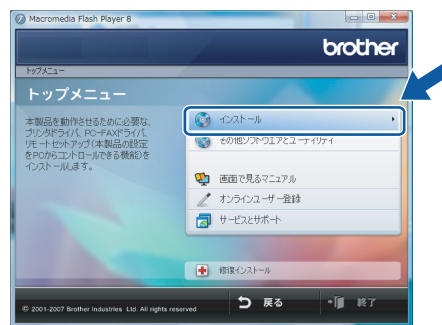 Macromedia Flash Player 8
brother
トップメニュー
トップメニュー
本製品を動作させるために必要な、
プリンタドライバ、PC-FAXドライバ、
リモートセットアップ（本製品の設定
をPCからコントロールできる機能）を
インストールします。
インストール
その他ソフトウエアとユーティリティ
画面で見るマニュアル
オンラインユーザー登録
サービスとサポート
修復インストール
© 2001-2007 Brother Industries Ltd. All rights reserved
戻る
終了